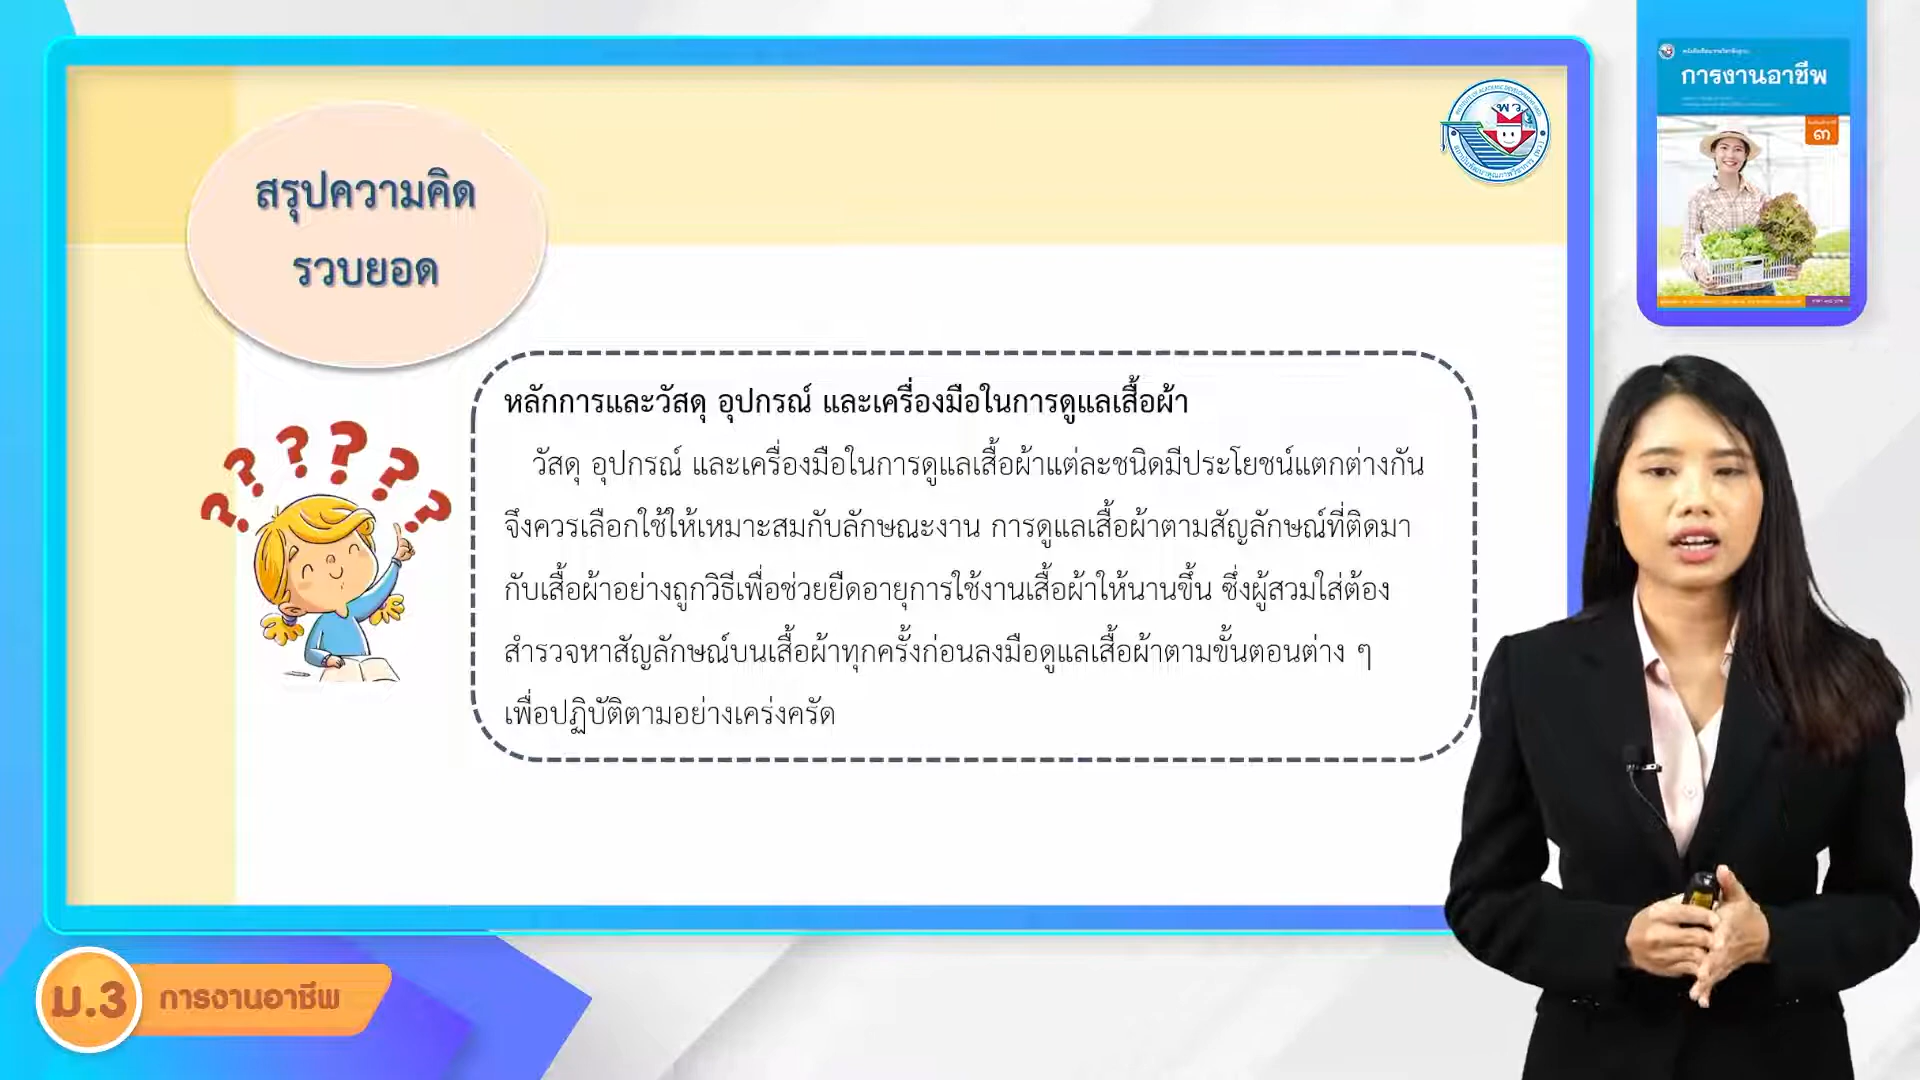 สรุปความคิด
รวบยอด
หลักการและวัสดุ อุปกรณ์ และเครื่องมือในการดูแลเสื้อผ้า
วัสดุ อุปกรณ์ และเครื่องมือในการดูแลเสื้อผ้าแต่ละชนิดมีประโยชน์แตกต่างกัน
จึงควรเลือกใช้ให้เหมาะสมกับลักษณะงาน การดูแลเสื้อผ้าตามสัญลักษณ์ที่ติดมา
กับเสื้อผ้าอย่างถูกวิธีเพื่อช่วยยืดอายุการใช้งานเสื้อผ้าให้นานขึ้น ซึ่งผู้สวมใส่ต้อง
สำรวจหาสัญลักษณ์บนเสื้อผ้าทุกครั้งก่อนลงมือดูแลเสื้อผ้าตามขั้นตอนต่าง ๆ
เพื่อปฏิบัติตามอย่างเคร่งครัด
? ? ? ? ? ?
พว.
การงานอาชีพ
๓
ม.3 การงานอาชีพ